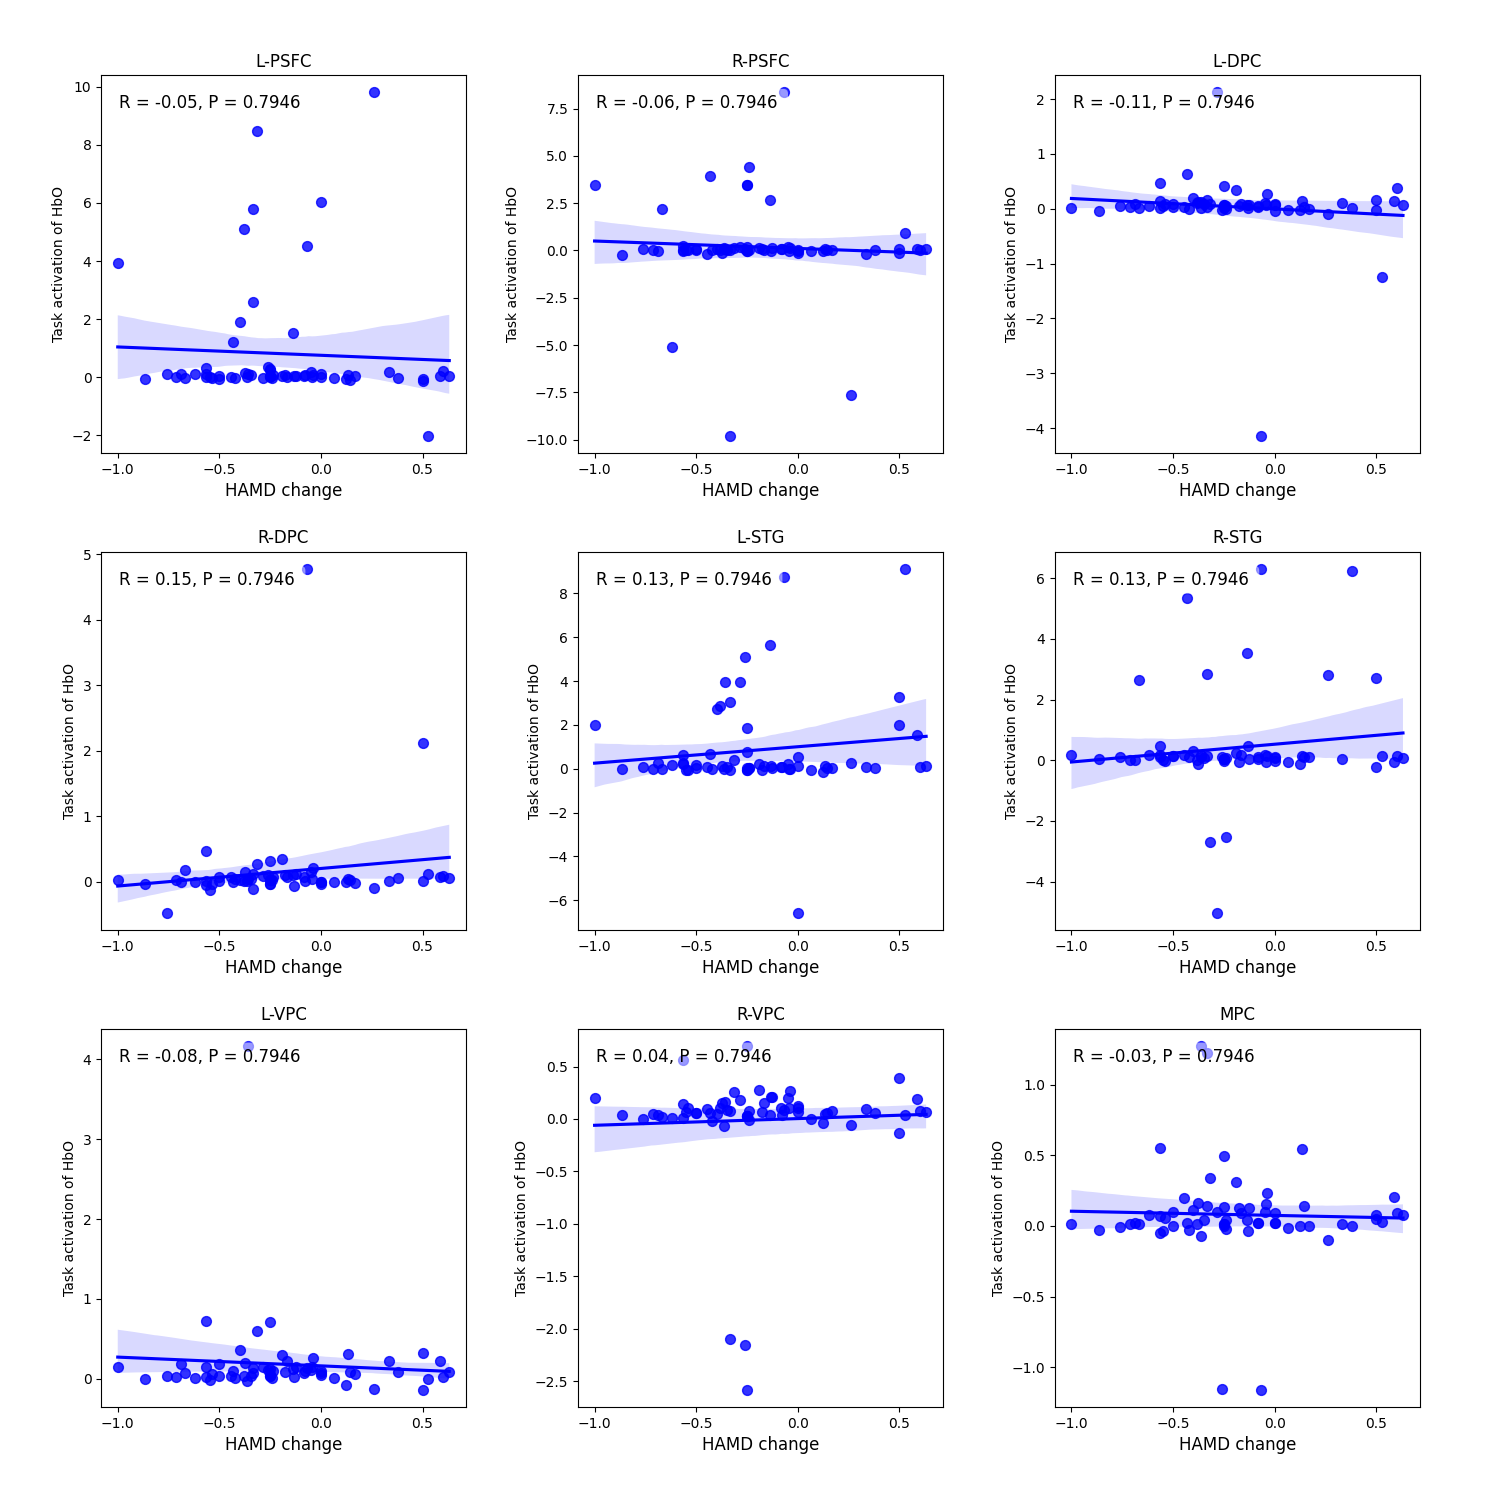 L-PSFC
R = -0.05, P = 0.7946
10
8
6
4
2
0
−2
Task activation of HbO
−1.0 −0.5 0.0 0.5
HAMD change
R-PSFC
R = -0.06, P = 0.7946
7.5
5.0
2.5
0.0
−2.5
−5.0
−7.5
−10.0
Task activation of HbO
−1.0 −0.5 0.0 0.5
HAMD change
L-DPC
R = -0.11, P = 0.7946
2
1
0
−1
−2
−3
−4
Task activation of HbO
−1.0 −0.5 0.0 0.5
HAMD change
R-DPC
R = 0.15, P = 0.7946
5
4
3
2
1
0
Task activation of HbO
−1.0 −0.5 0.0 0.5
HAMD change
L-STG
R = 0.13, P = 0.7946
8
6
4
2
0
−2
−4
−6
Task activation of HbO
−1.0 −0.5 0.0 0.5
HAMD change
R-STG
R = 0.13, P = 0.7946
6
4
2
0
−2
−4
Task activation of HbO
−1.0 −0.5 0.0 0.5
HAMD change
L-VPC
R = -0.08, P = 0.7946
4
3
2
1
0
Task activation of HbO
−1.0 −0.5 0.0 0.5
HAMD change
R-VPC
R = 0.04, P = 0.7946
0.5
0.0
−0.5
−1.0
−1.5
−2.0
−2.5
Task activation of HbO
−1.0 −0.5 0.0 0.5
HAMD change
MPC
R = -0.03, P = 0.7946
1.0
0.5
0.0
−0.5
−1.0
Task activation of HbO
−1.0 −0.5 0.0 0.5
HAMD change